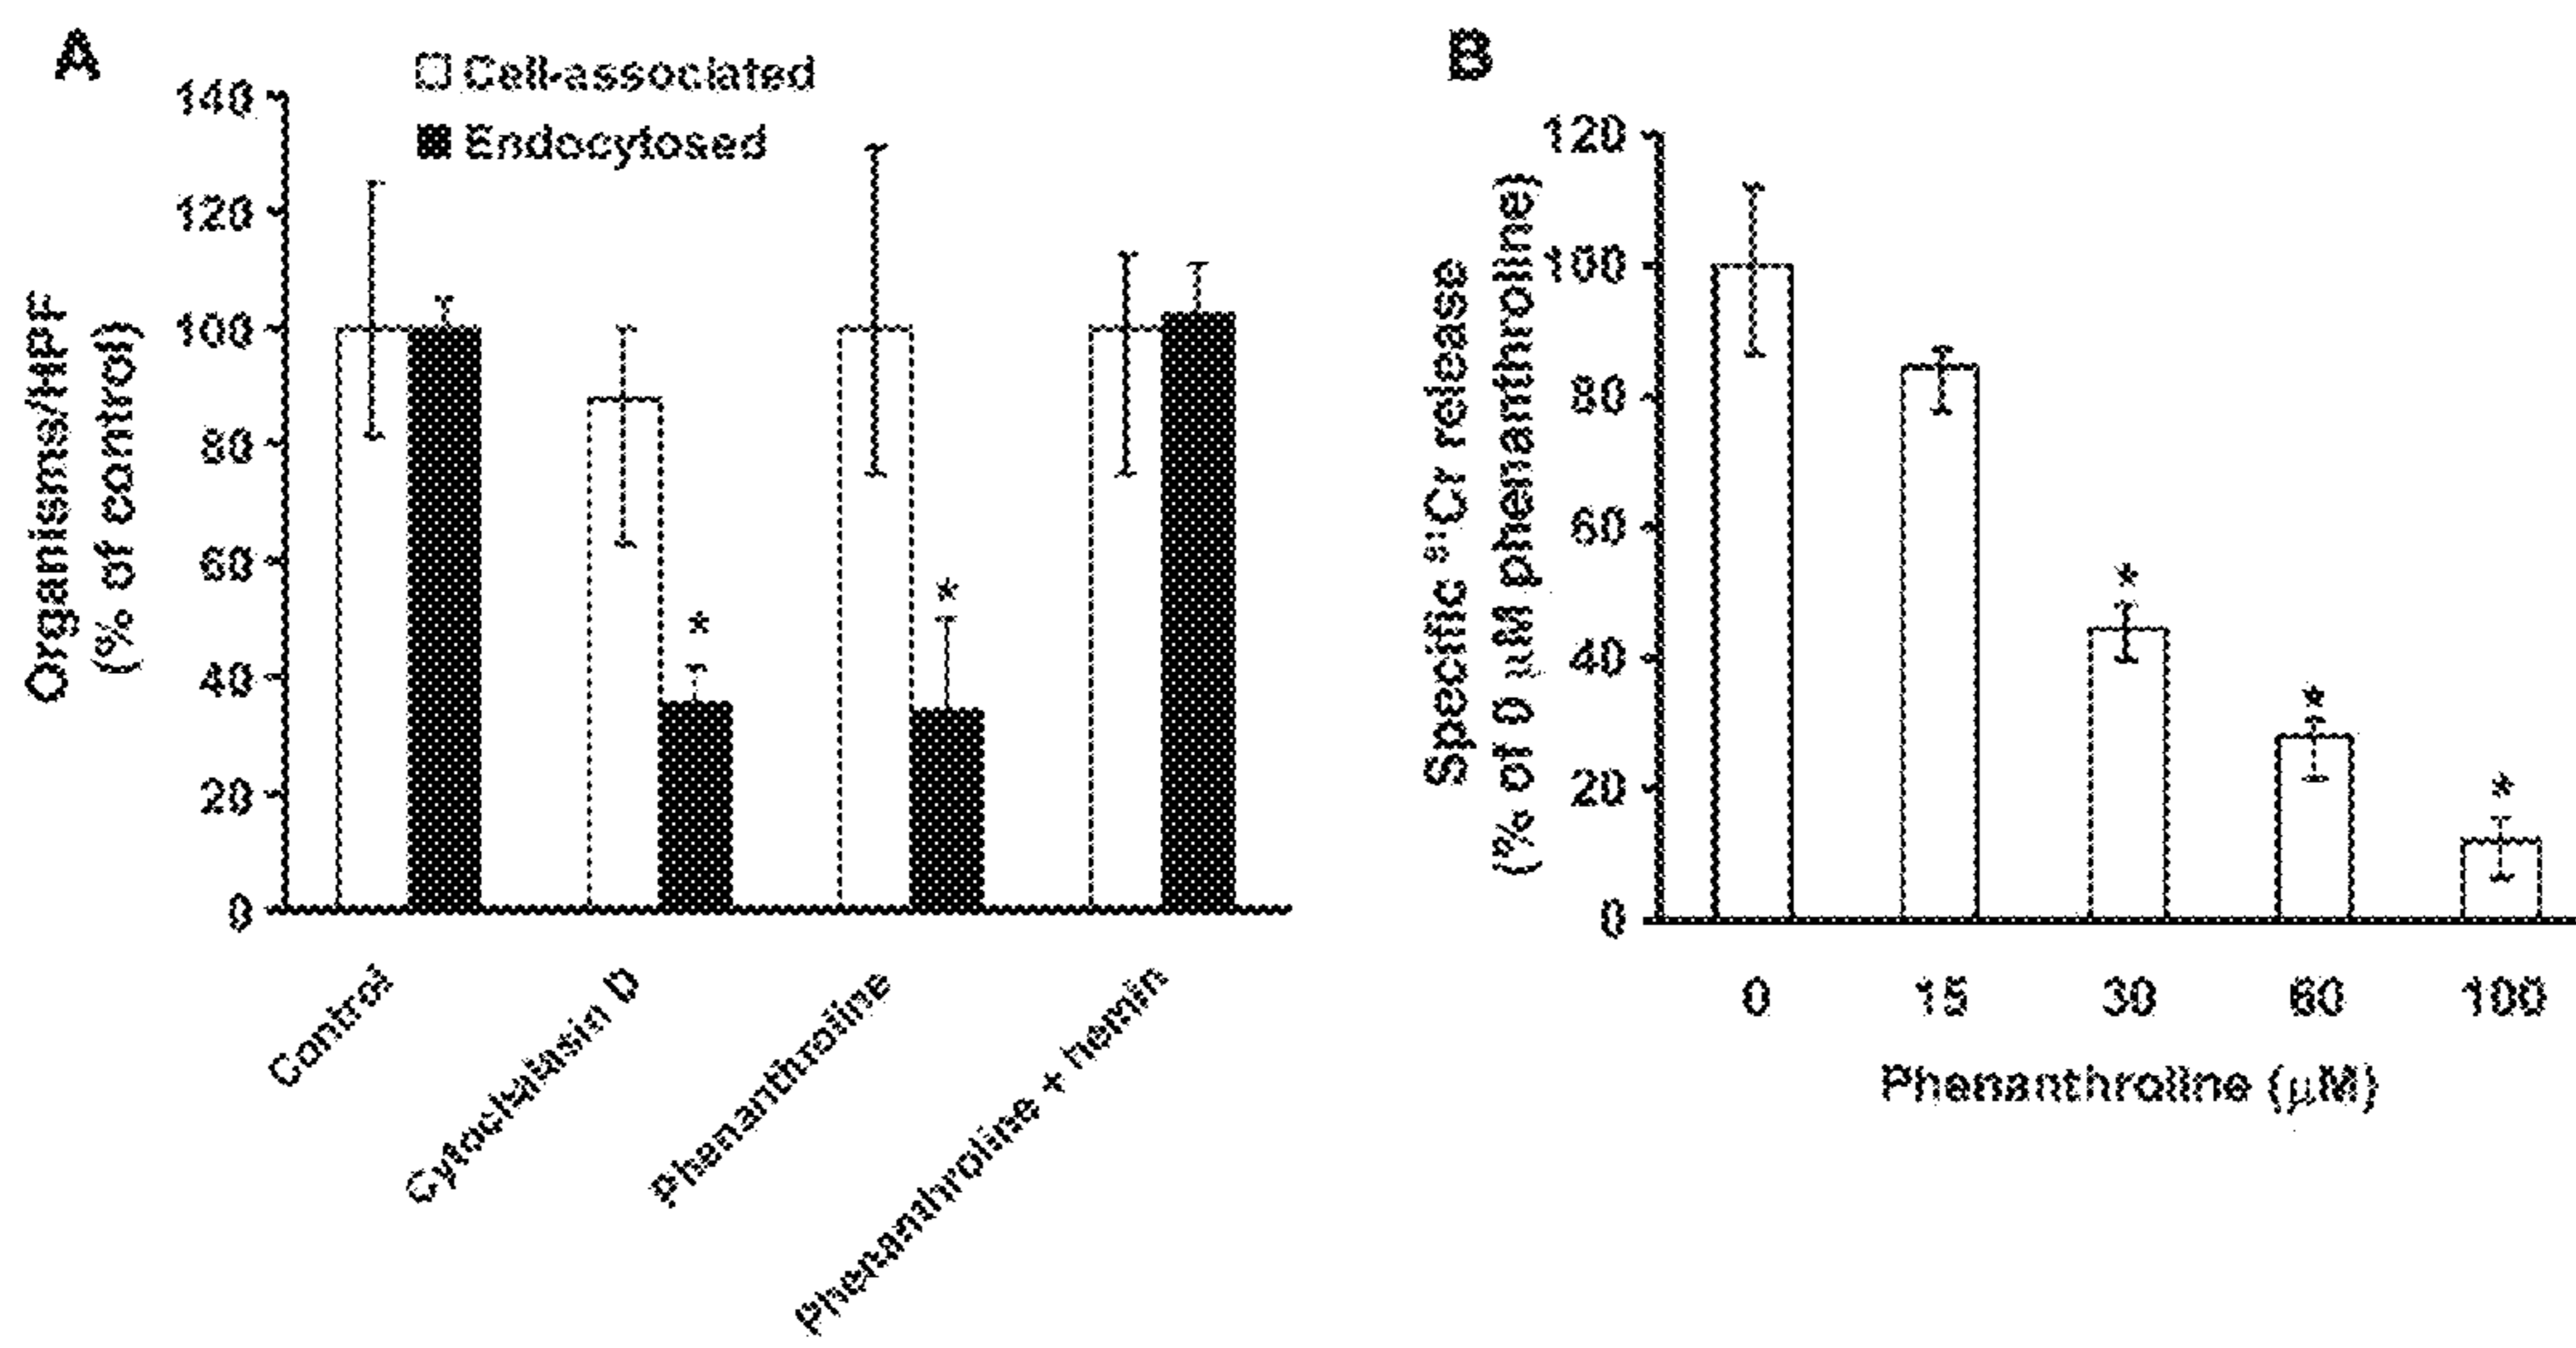 A
Cell-associated
Endocytosed
140
120
100
80
60
40
20
0
Organisms/HPF
(% of control)
*
*
Control
Cytochalasin D
Phenanthroline
Phenanthroline + hemin
B
120
100
80
60
40
20
0
Specific ⁵¹Cr release
(% of 0 µM phenanthroline)
*
*
*
0 15 30 60 100
Phenanthroline (µM)